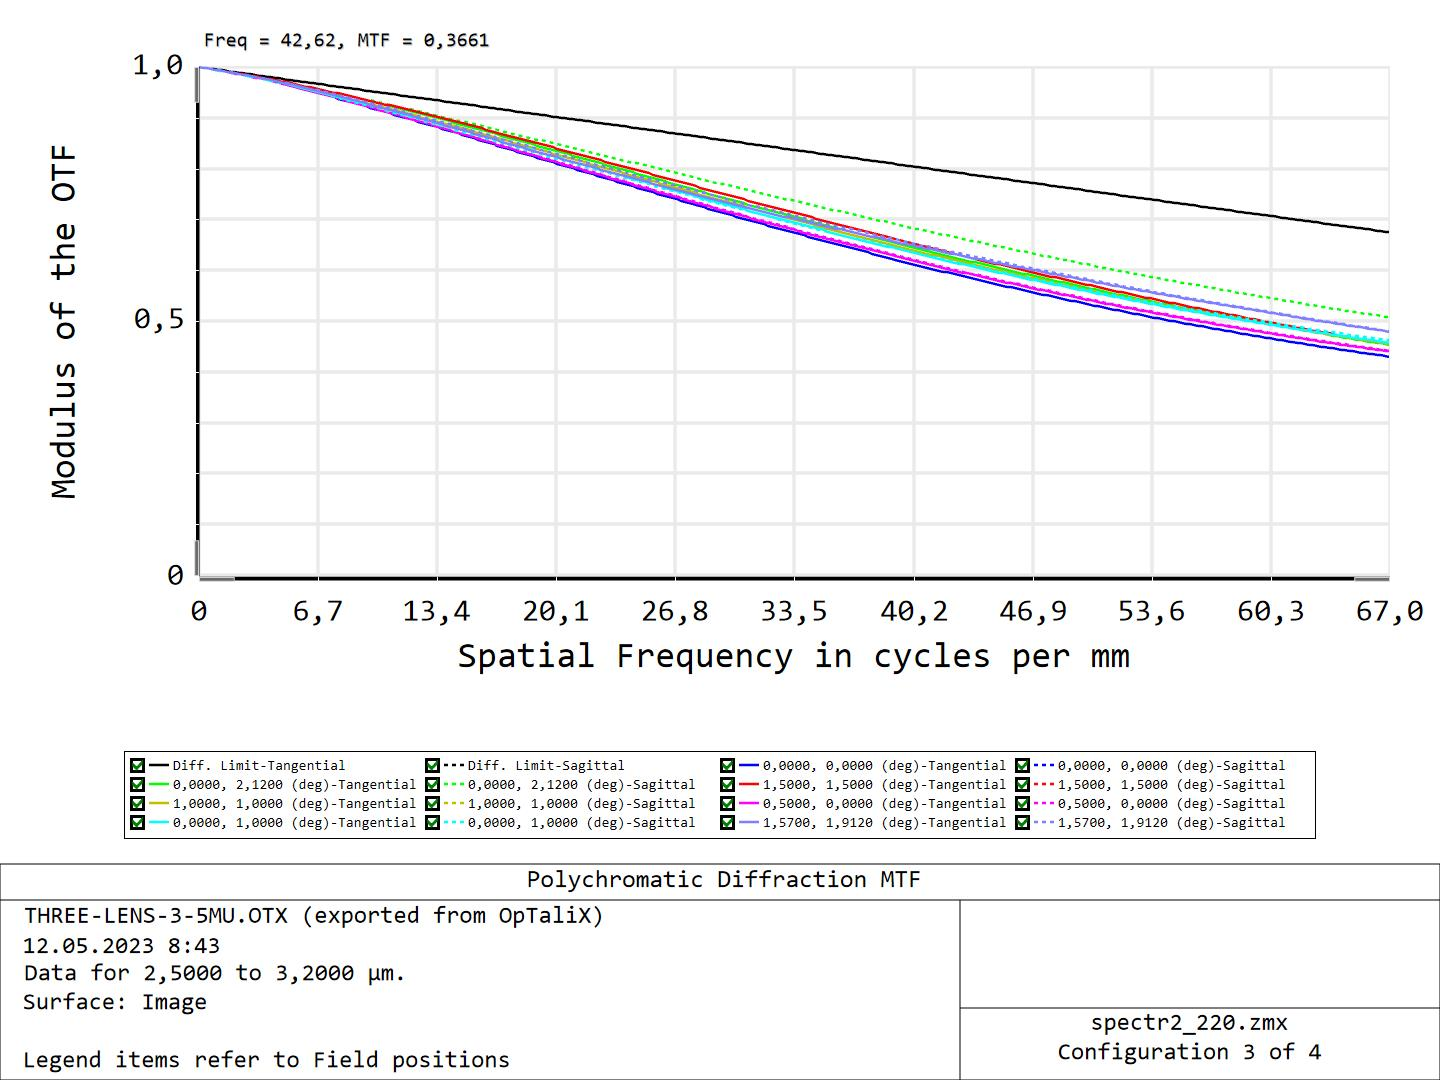 Freq = 42,62, MTF = 0,3661
1,0
0,5
0
Modulus of the OTF
0 6,7 13,4 20,1 26,8 33,5 40,2 46,9 53,6 60,3 67,0
Spatial Frequency in cycles per mm
Diff. Limit-Tangential Diff. Limit-Sagittal 0,0000, 0,0000 (deg)-Tangential 0,0000, 0,0000 (deg)-Sagittal
0,0000, 2,1200 (deg)-Tangential 0,0000, 2,1200 (deg)-Sagittal 1,5000, 1,5000 (deg)-Tangential 1,5000, 1,5000 (deg)-Sagittal
1,0000, 1,0000 (deg)-Tangential 1,0000, 1,0000 (deg)-Sagittal 0,5000, 0,0000 (deg)-Tangential 0,5000, 0,0000 (deg)-Sagittal
0,0000, 1,0000 (deg)-Tangential 0,0000, 1,0000 (deg)-Sagittal 1,5700, 1,9120 (deg)-Tangential 1,5700, 1,9120 (deg)-Sagittal
Polychromatic Diffraction MTF
THREE-LENS-3-5MU.OTX (exported from OpTaliX)
12.05.2023 8:43
Data for 2,5000 to 3,2000 µm.
Surface: Image
Legend items refer to Field positions
spectr2_220.zmx
Configuration 3 of 4